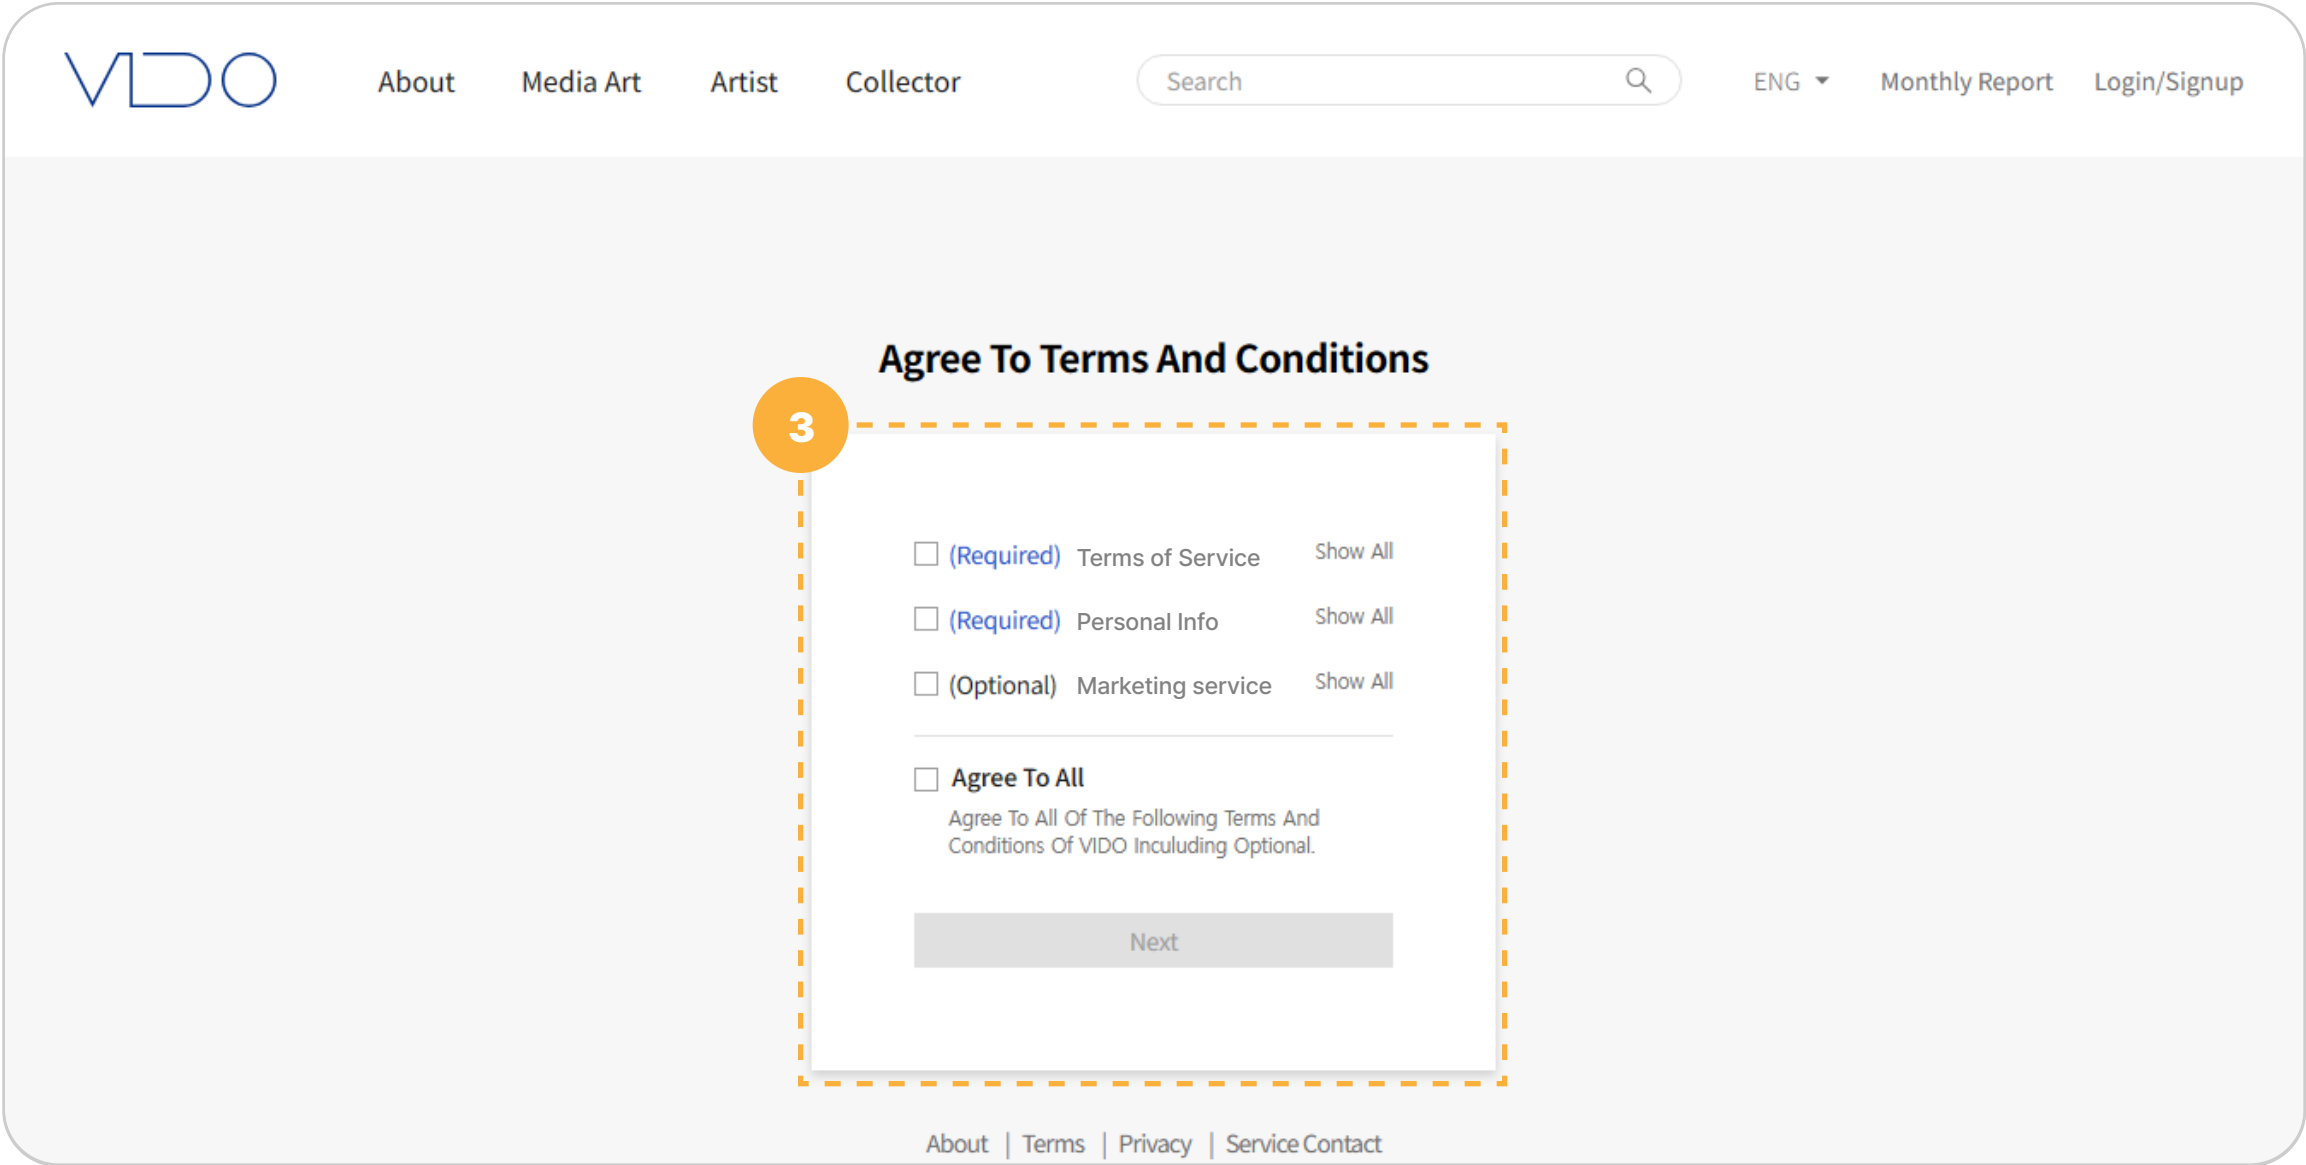 VIDO About Media Art Artist Collector Search ENG Monthly Report Login/Signup
Agree To Terms And Conditions
3
(Required) Terms of Service Show All
(Required) Personal Info Show All
(Optional) Marketing service Show All
Agree To All
Agree To All Of The Following Terms And
Conditions Of VIDO Inculuding Optional.
Next
About | Terms | Privacy | Service Contact